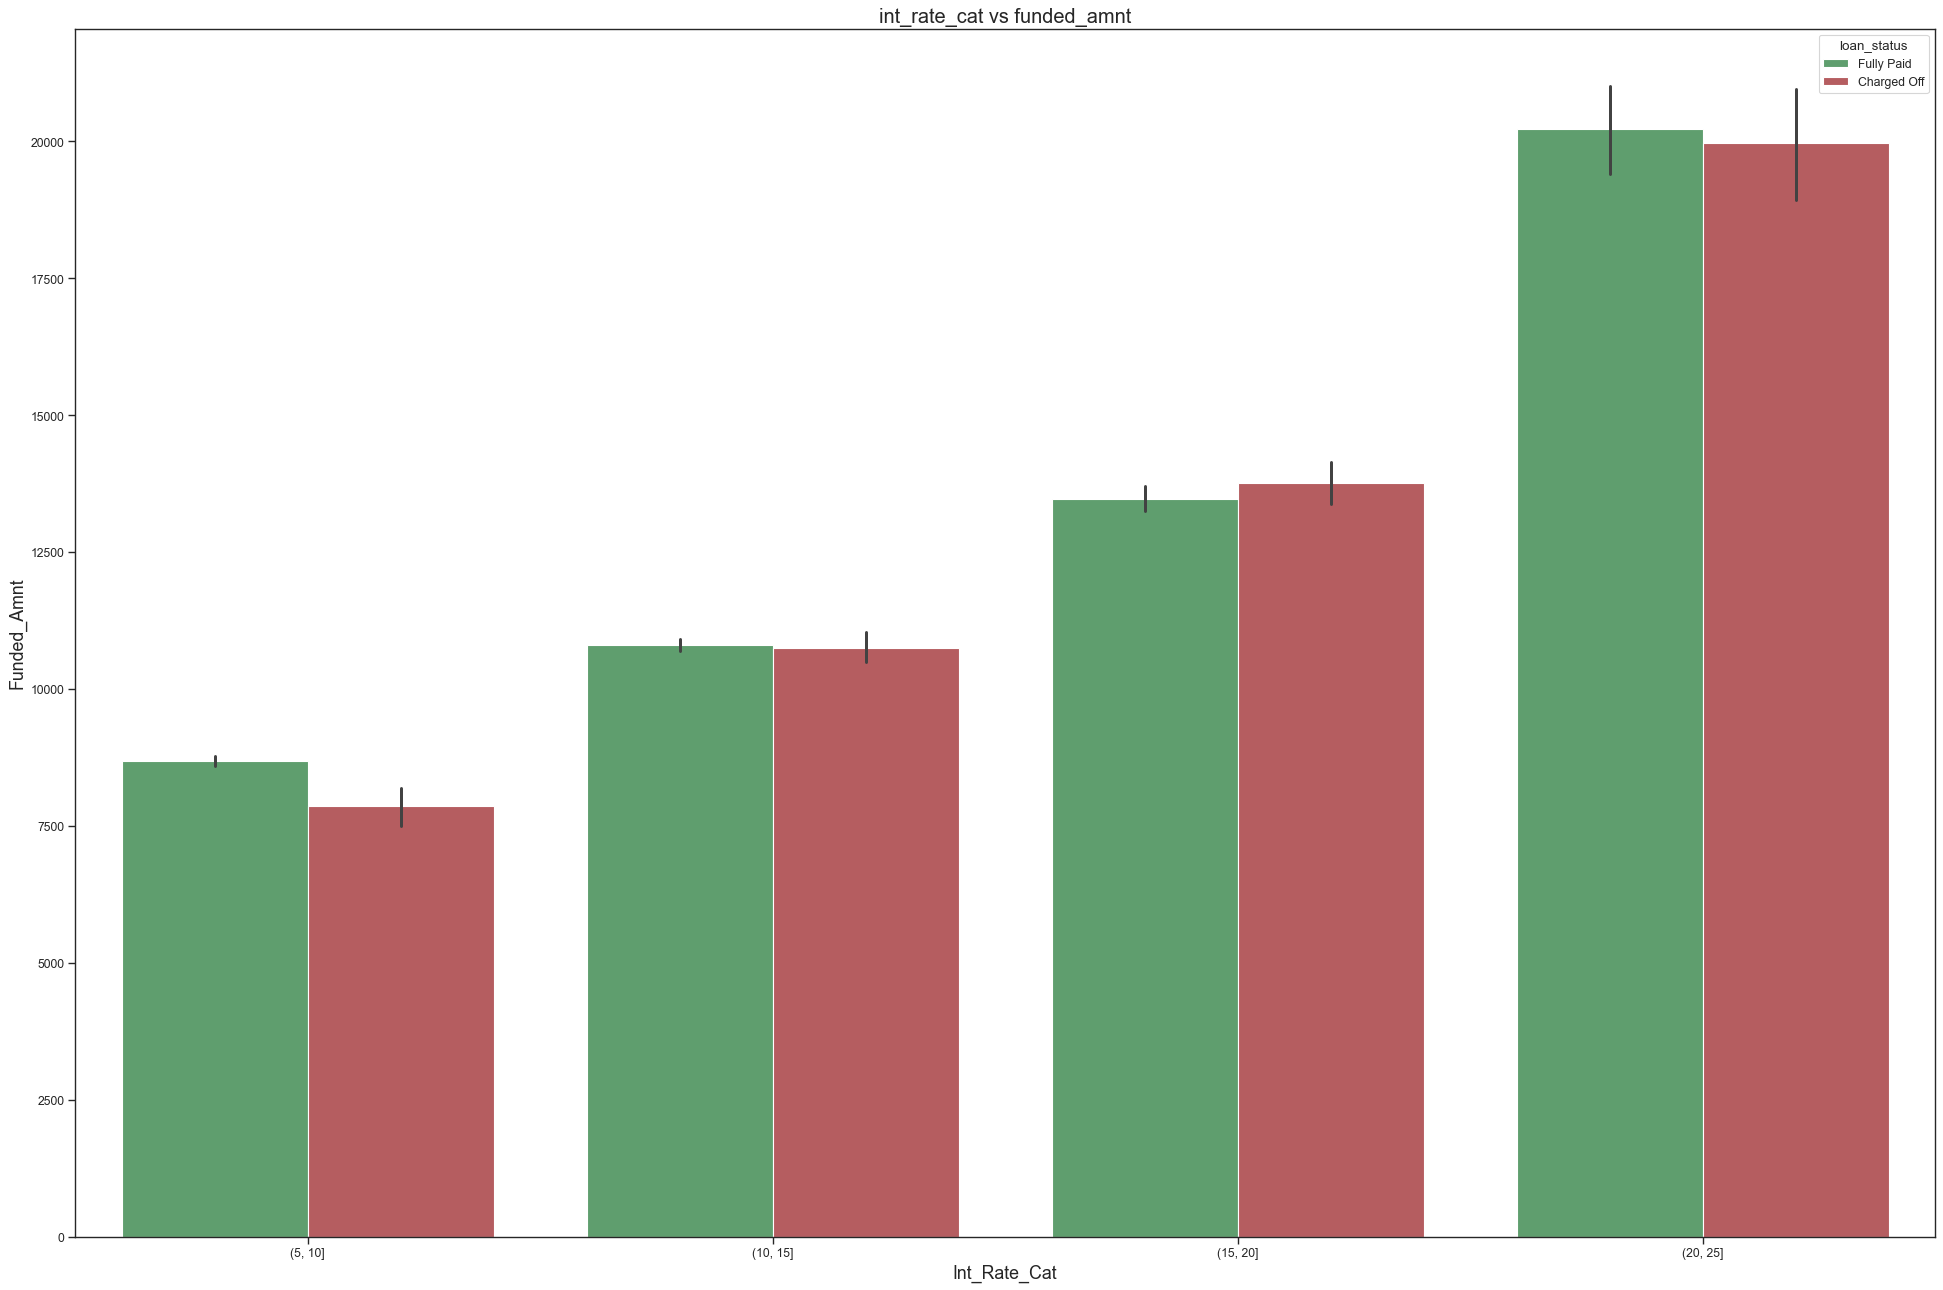 int_rate_cat vs funded_amnt
loan_status
Fully Paid
Charged Off
20000
17500
15000
12500
10000
7500
5000
2500
0
Funded_Amnt
(5, 10]
(10, 15]
(15, 20]
(20, 25]
Int_Rate_Cat